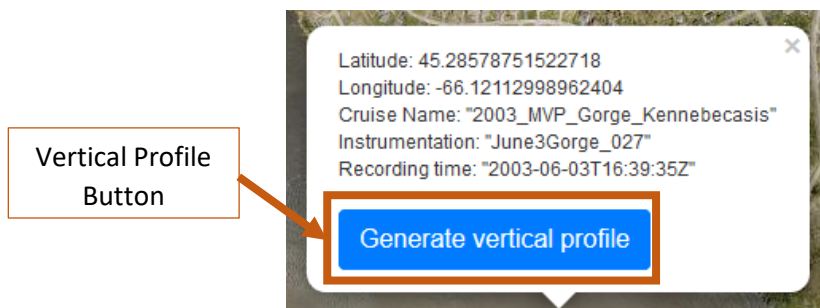 Latitude: 45.28578751522718
Longitude: -66.12112998962404
Cruise Name: "2003_MVP_Gorge_Kennebecasis"
Instrumentation: "June3Gorge_027"
Recording time: "2003-06-03T16:39:35Z"
Vertical Profile
Button
Generate vertical profile
×